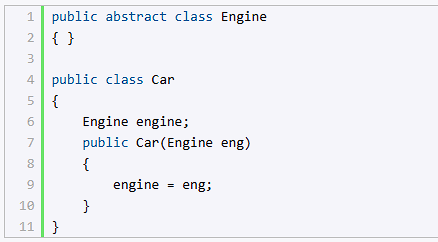 1 public abstract class Engine
2 { }
3
4 public class Car
5 {
6     Engine engine;
7     public Car(Engine eng)
8     {
9         engine = eng;
10     }
11 }